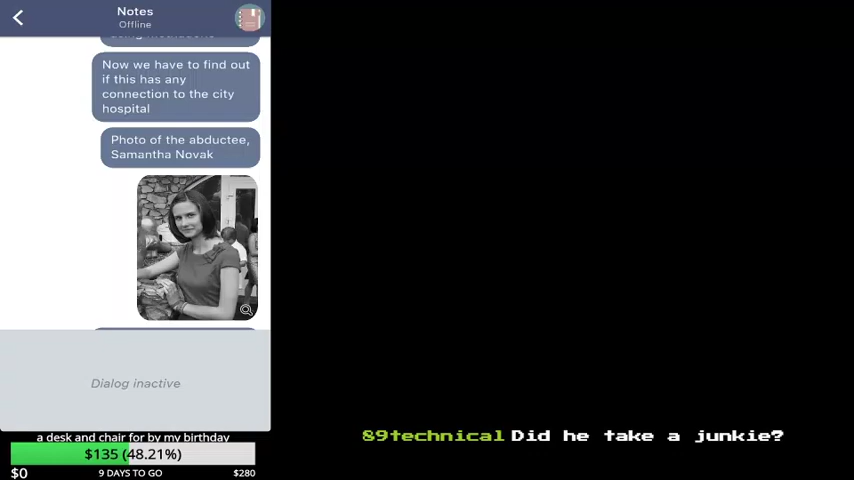 Notes
Offline
Now we have to find out
if this has any
connection to the city
hospital
Photo of the abductee,
Samantha Novak
Dialog inactive
a desk and chair for by my birthday
$135 (48.21%)
$0 9 DAYS TO GO $280
89technical Did he take a junkie?